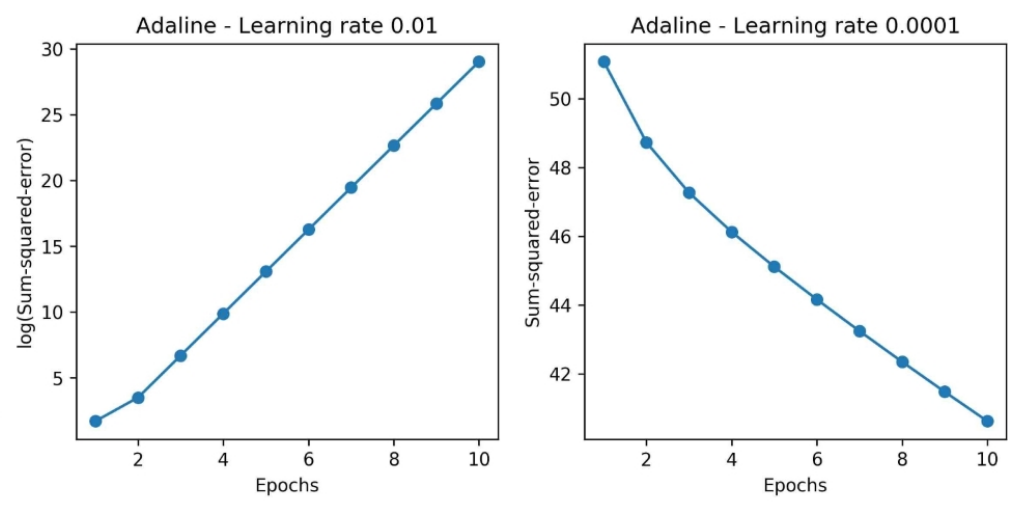 Adaline - Learning rate 0.01
30
25
20
15
10
5
log(Sum-squared-error)
2 4 6 8 10
Epochs
Adaline - Learning rate 0.0001
50
48
46
44
42
Sum-squared-error
2 4 6 8 10
Epochs